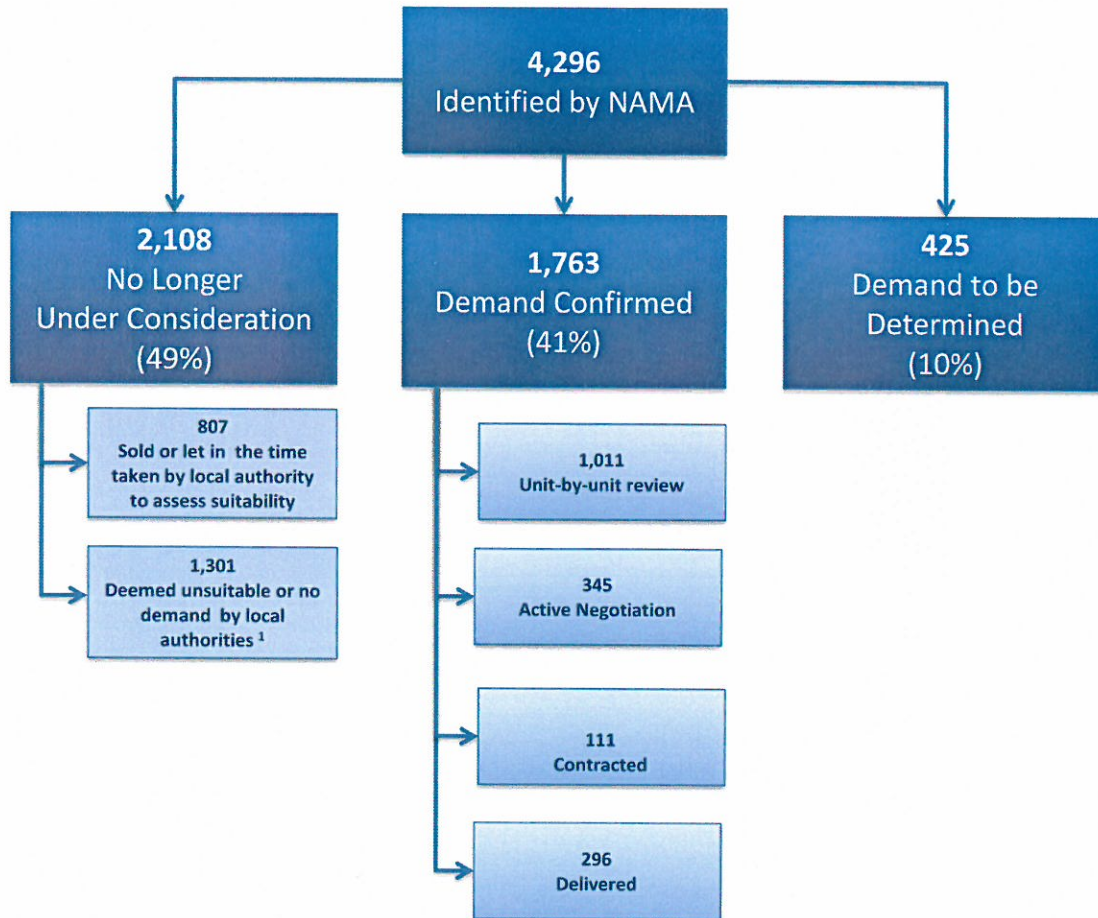 4,296
Identified by NAMA
2,108
No Longer
Under Consideration
(49%)
1,763
Demand Confirmed
(41%)
425
Demand to be
Determined
(10%)
807
Sold or let in the time
taken by local authority
to assess suitability
1,301
Deemed unsuitable or no
demand by local
authorities ¹
1,011
Unit-by-unit review
345
Active Negotiation
111
Contracted
296
Delivered